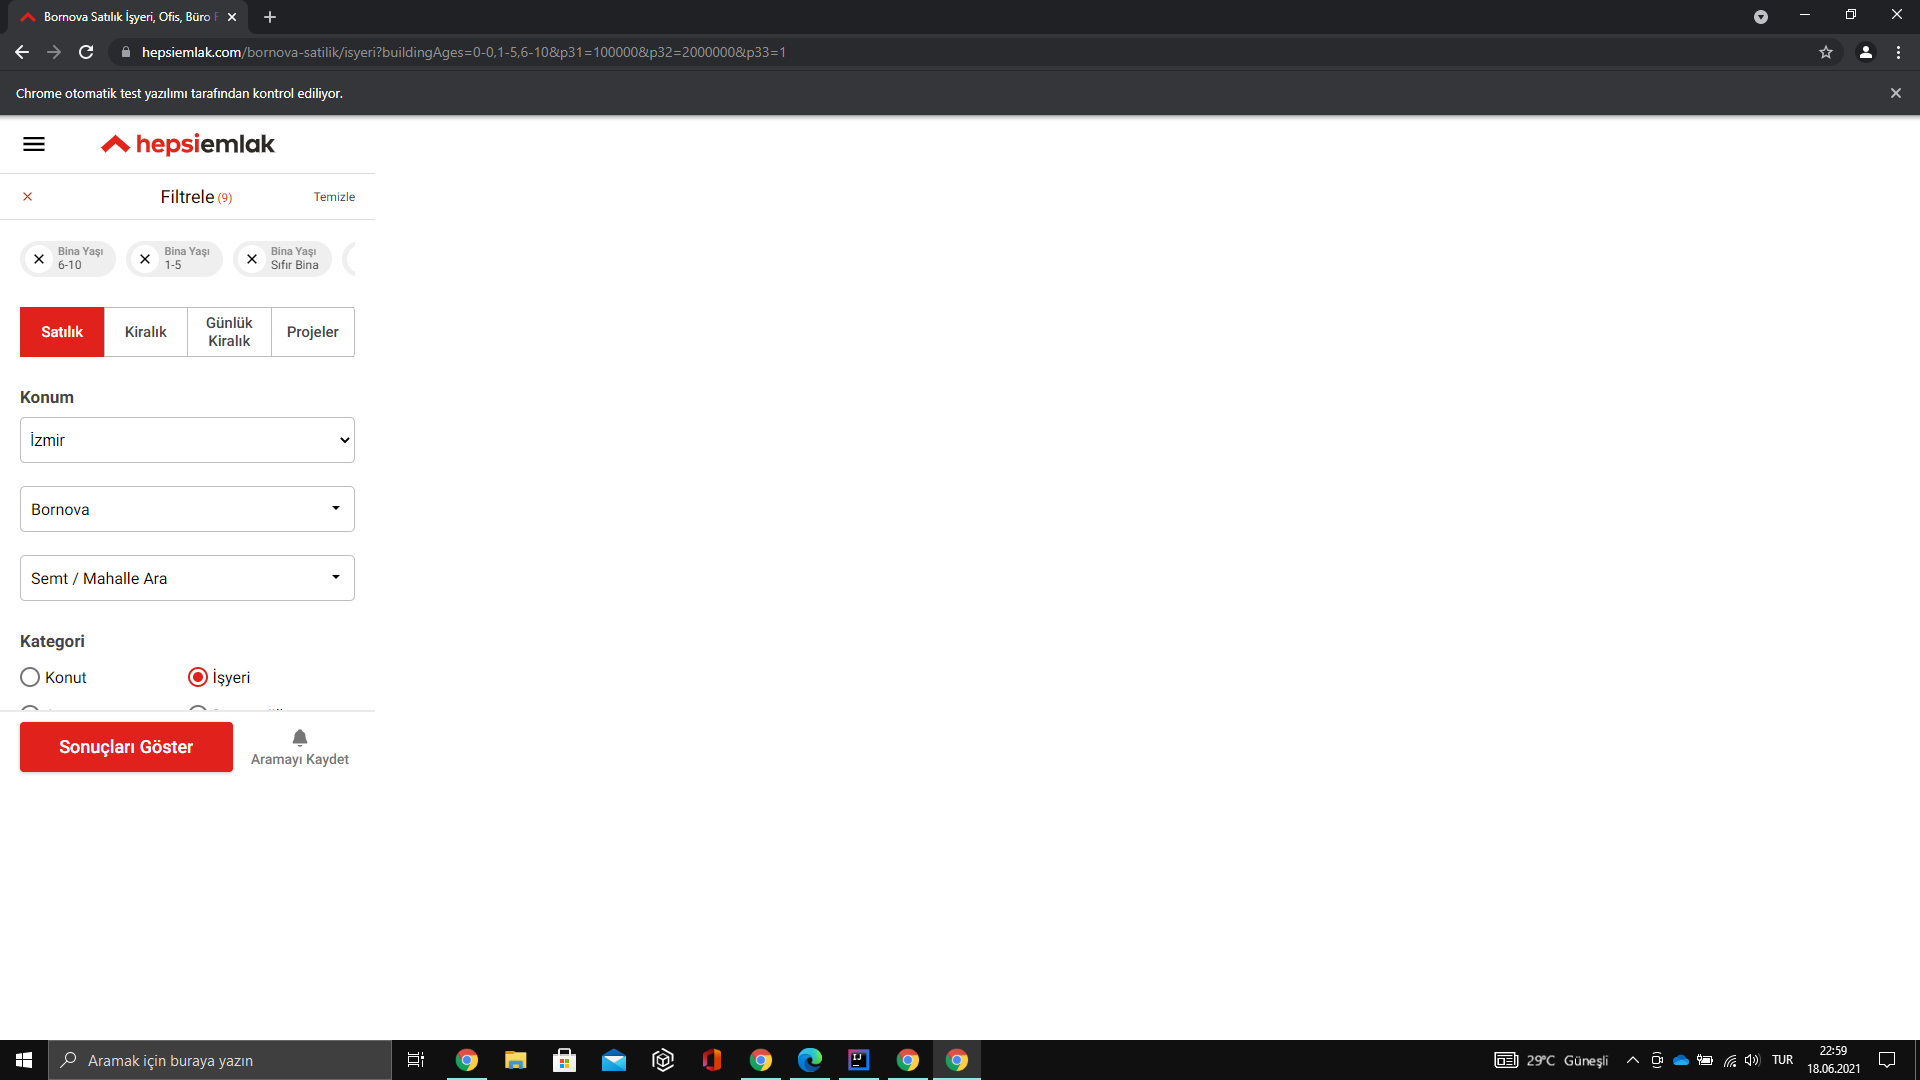 Bornova Satılık İşyeri, Ofis, Büro
hepsiemlak.com/bornova-satilik/isyeri?buildingAges=0-0,1-5,6-10&p31=100000&p32=2000000&p33=1
Chrome otomatik test yazılımı tarafından kontrol ediliyor.
hepsiemlak
Filtrele (9)
Temizle
Bina Yaşı
6-10
Bina Yaşı
1-5
Bina Yaşı
Sıfır Bina
Satılık
Kiralık
Günlük
Kiralık
Projeler
Konum
İzmir
Bornova
Semt / Mahalle Ara
Kategori
Konut
İşyeri
Sonuçları Göster
Aramayı Kaydet
Aramak için buraya yazın
29°C Güneşli
TUR
22:59
18.06.2021